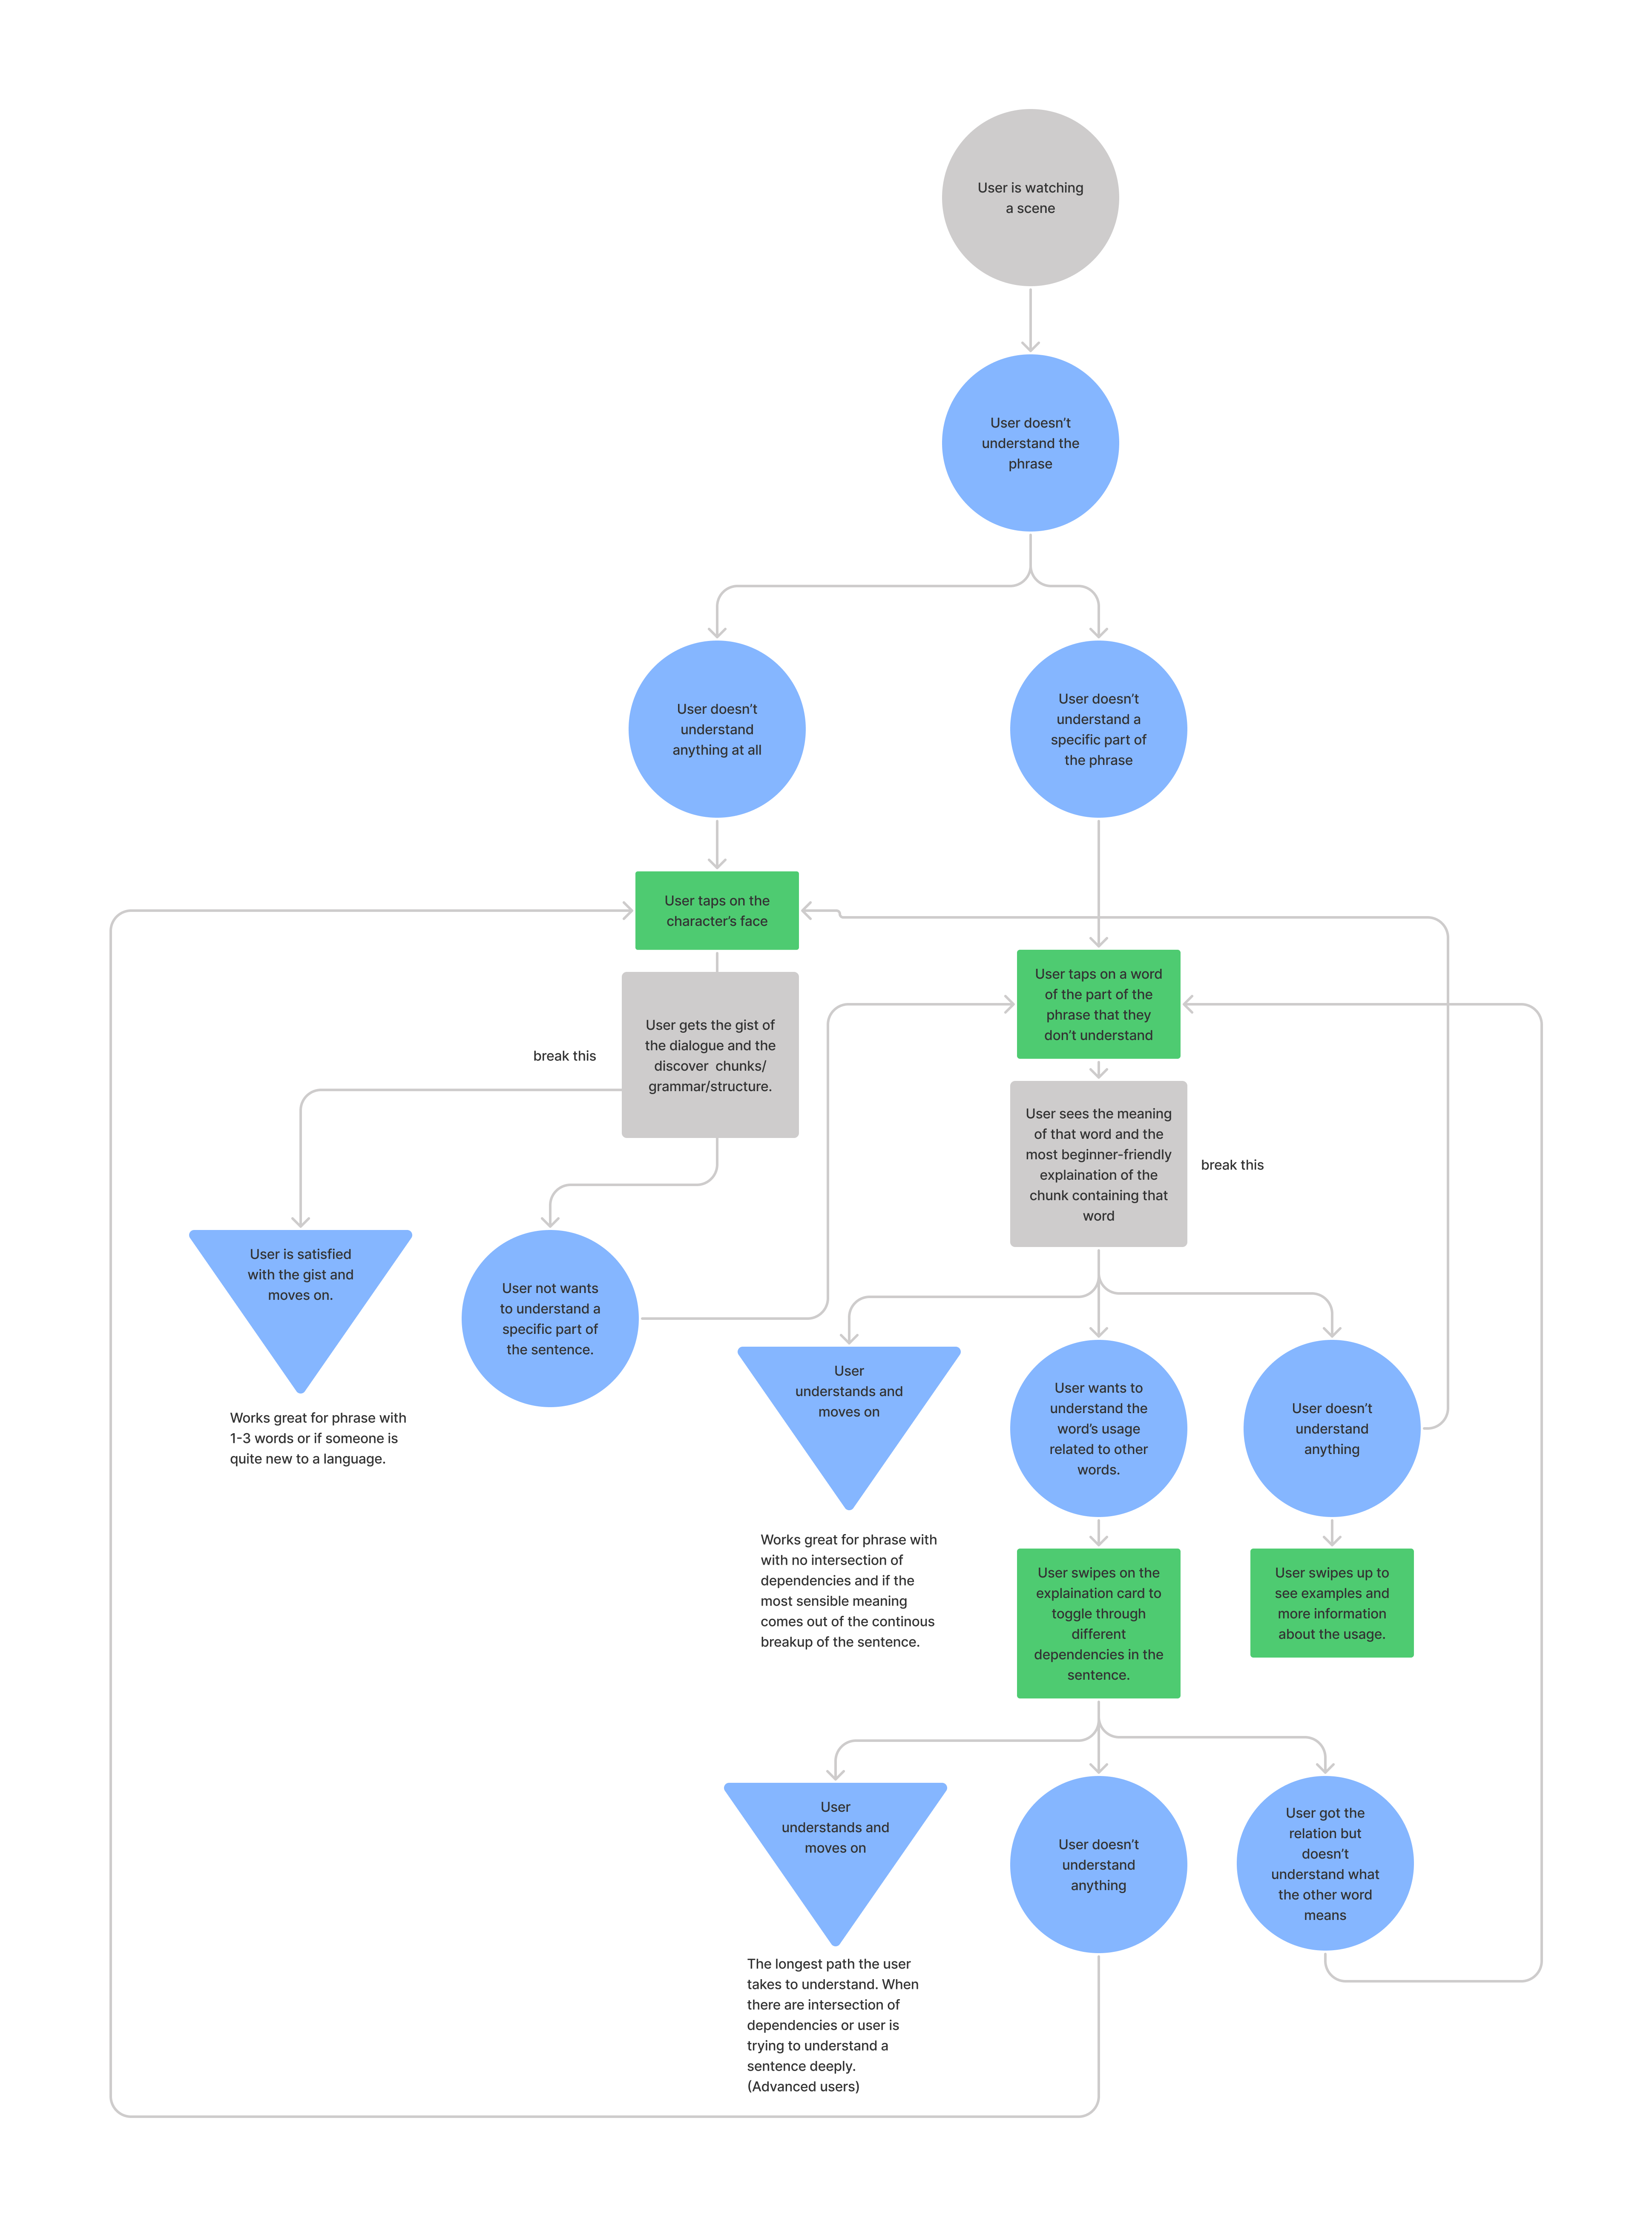 User is watching
a scene
User doesn’t
understand the
phrase
User doesn’t
understand
anything at all
User doesn’t
understand a
specific part of
the phrase
User taps on the
character’s face
User taps on a word
of the part of the
phrase that they
don’t understand
User gets the gist of
the dialogue and the
discover  chunks/
grammar/structure.
break this
User sees the meaning
of that word and the
most beginner-friendly
explaination of the
chunk containing that
word
break this
User is satisfied
with the gist and
moves on.
User not wants
to understand a
specific part of
the sentence.
Works great for phrase with
1-3 words or if someone is
quite new to a language.
User
understands and
moves on
User wants to
understand the
word’s usage
related to other
words.
User doesn’t
understand
anything
Works great for phrase with
with no intersection of
dependencies and if the
most sensible meaning
comes out of the continous
breakup of the sentence.
User swipes on the
explaination card to
toggle through
different
dependencies in the
sentence.
User swipes up to
see examples and
more information
about the usage.
User
understands and
moves on
User doesn’t
understand
anything
User got the
relation but
doesn’t
understand what
the other word
means
The longest path the user
takes to understand. When
there are intersection of
dependencies or user is
trying to understand a
sentence deeply.
(Advanced users)